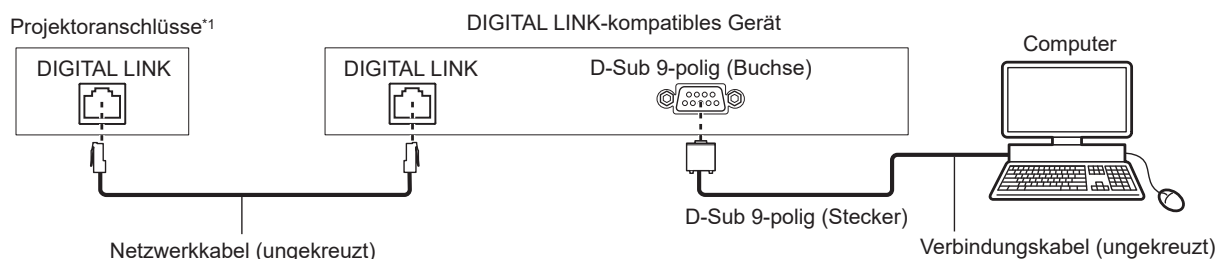 Projektoranschlüsse*1
DIGITAL LINK-kompatibles Gerät
Computer
DIGITAL LINK
DIGITAL LINK
D-Sub 9-polig (Buchse)
D-Sub 9-polig (Stecker)
Netzwerkkabel (ungekreuzt)
Verbindungskabel (ungekreuzt)